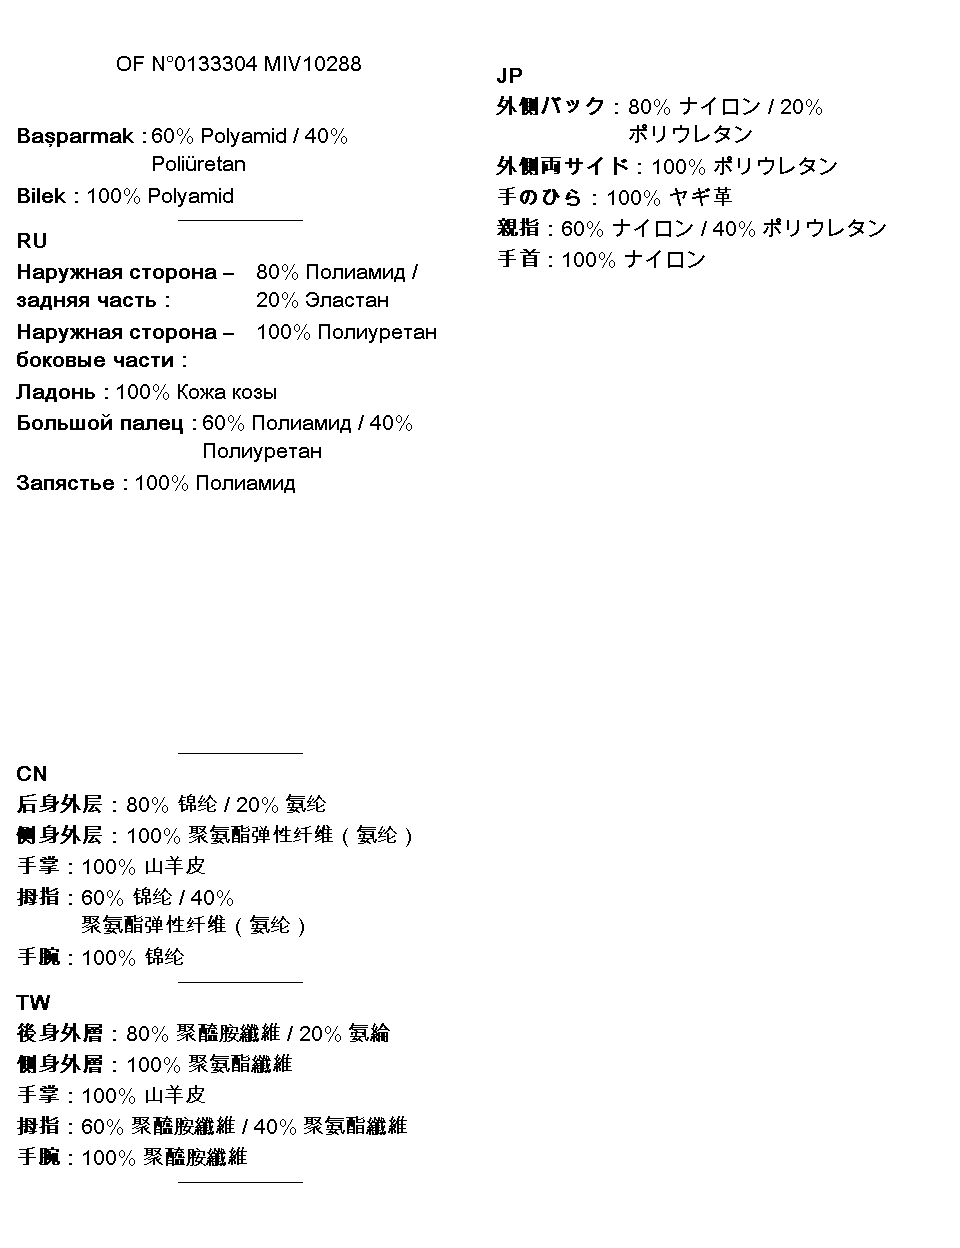 OF N°0133304 MIV10288
Başparmak : 60% Polyamid / 40%
Poliüretan
Bilek : 100% Polyamid
RU
Наружная сторона – 80% Полиамид /
задняя часть : 20% Эластан
Наружная сторона – 100% Полиуретан
боковые части :
Ладонь : 100% Кожа козы
Большой палец : 60% Полиамид / 40%
Полиуретан
Запястье : 100% Полиамид
CN
后身外层 : 80% 锦纶 / 20% 氨纶
侧身外层 : 100% 聚氨酯弹性纤维 ( 氨纶 )
手掌 : 100% 山羊皮
拇指 : 60% 锦纶 / 40%
聚氨酯弹性纤维 ( 氨纶 )
手腕 : 100% 锦纶
TW
後身外層 : 80% 聚醯胺纖維 / 20% 氨綸
側身外層 : 100% 聚氨酯纖維
手掌 : 100% 山羊皮
拇指 : 60% 聚醯胺纖維 / 40% 聚氨酯纖維
手腕 : 100% 聚醯胺纖維
JP
外側バック : 80% ナイロン / 20%
ポリウレタン
外側両サイド : 100% ポリウレタン
手のひら : 100% ヤギ革
親指 : 60% ナイロン / 40% ポリウレタン
手首 : 100% ナイロン